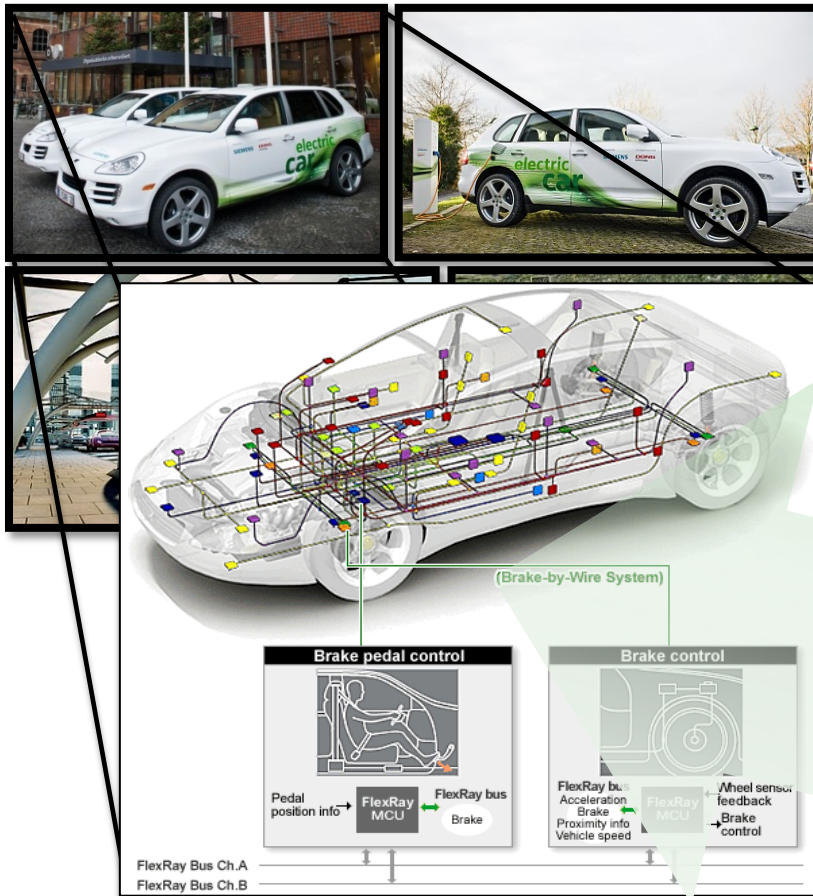 SIEMENS
electric
car
electric
car
SIEMENS
(Brake-by-Wire System)
Brake pedal control
Brake control
Pedal
position info
FlexRay
MCU
FlexRay bus
Brake
FlexRay bus
Acceleration
Brake
Proximity info
Vehicle speed
FlexRay
MCU
Wheel sensor
feedback
Brake
control
FlexRay Bus Ch.A
FlexRay Bus Ch.B